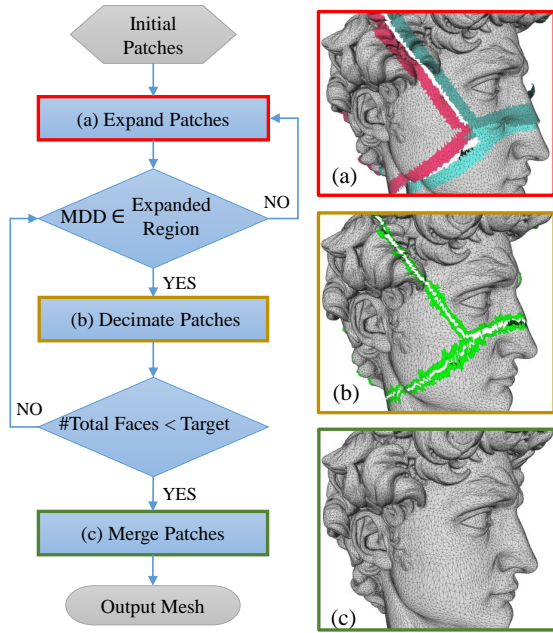 Initial
Patches
(a) Expand Patches
NO
MDD ∈ Expanded
Region
YES
(b) Decimate Patches
NO
#Total Faces < Target
YES
(c) Merge Patches
Output Mesh
(a)
(b)
(c)